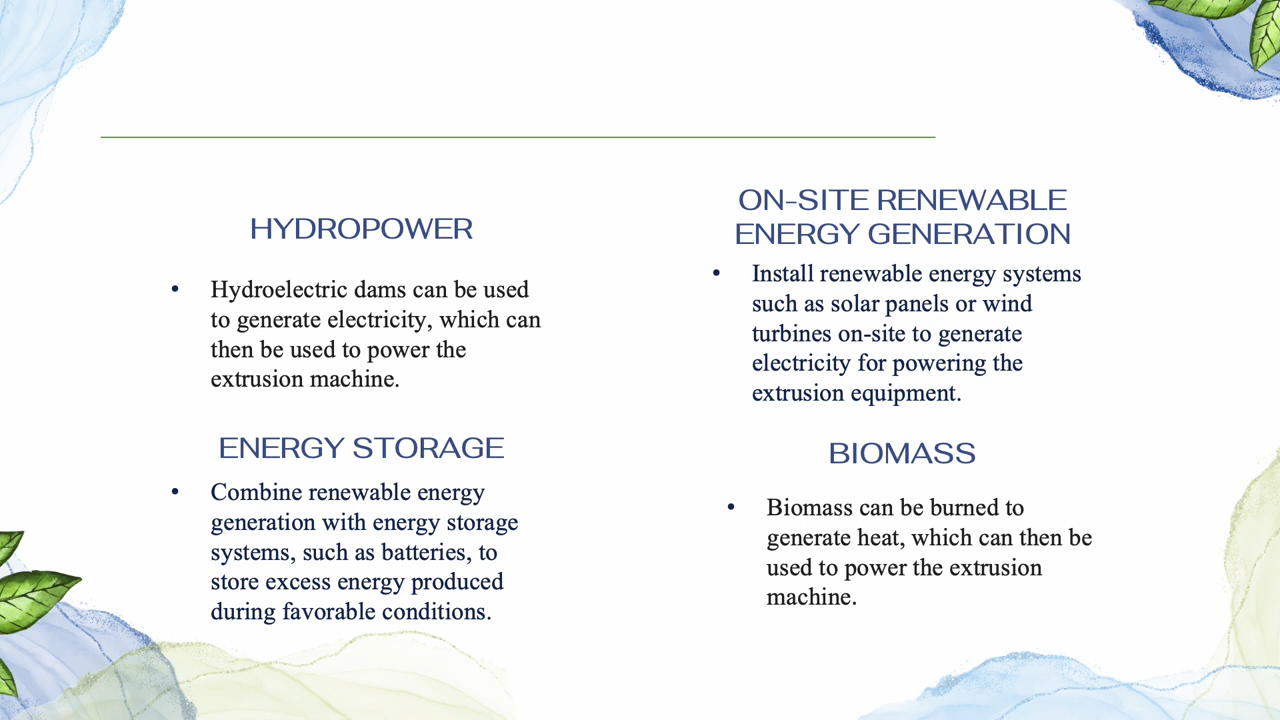 HYDROPOWER
• Hydroelectric dams can be used
to generate electricity, which can
then be used to power the
extrusion machine.
ENERGY STORAGE
• Combine renewable energy
generation with energy storage
systems, such as batteries, to
store excess energy produced
during favorable conditions.
ON-SITE RENEWABLE
ENERGY GENERATION
• Install renewable energy systems
such as solar panels or wind
turbines on-site to generate
electricity for powering the
extrusion equipment.
BIOMASS
• Biomass can be burned to
generate heat, which can then be
used to power the extrusion
machine.